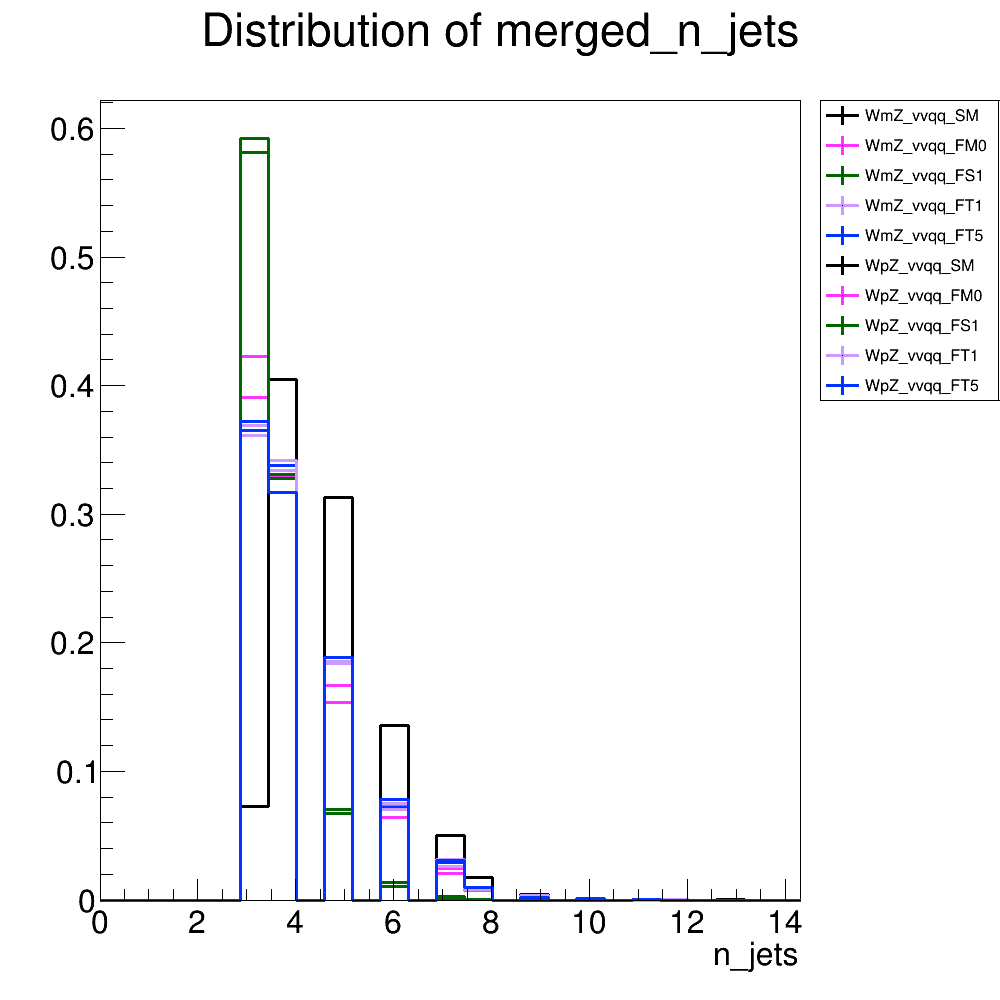 Distribution of merged_n_jets
WmZ_vvqq_SM
WmZ_vvqq_FM0
WmZ_vvqq_FS1
WmZ_vvqq_FT1
WmZ_vvqq_FT5
WpZ_vvqq_SM
WpZ_vvqq_FM0
WpZ_vvqq_FS1
WpZ_vvqq_FT1
WpZ_vvqq_FT5
0.6
0.5
0.4
0.3
0.2
0.1
0
0 2 4 6 8 10 12 14
n_jets